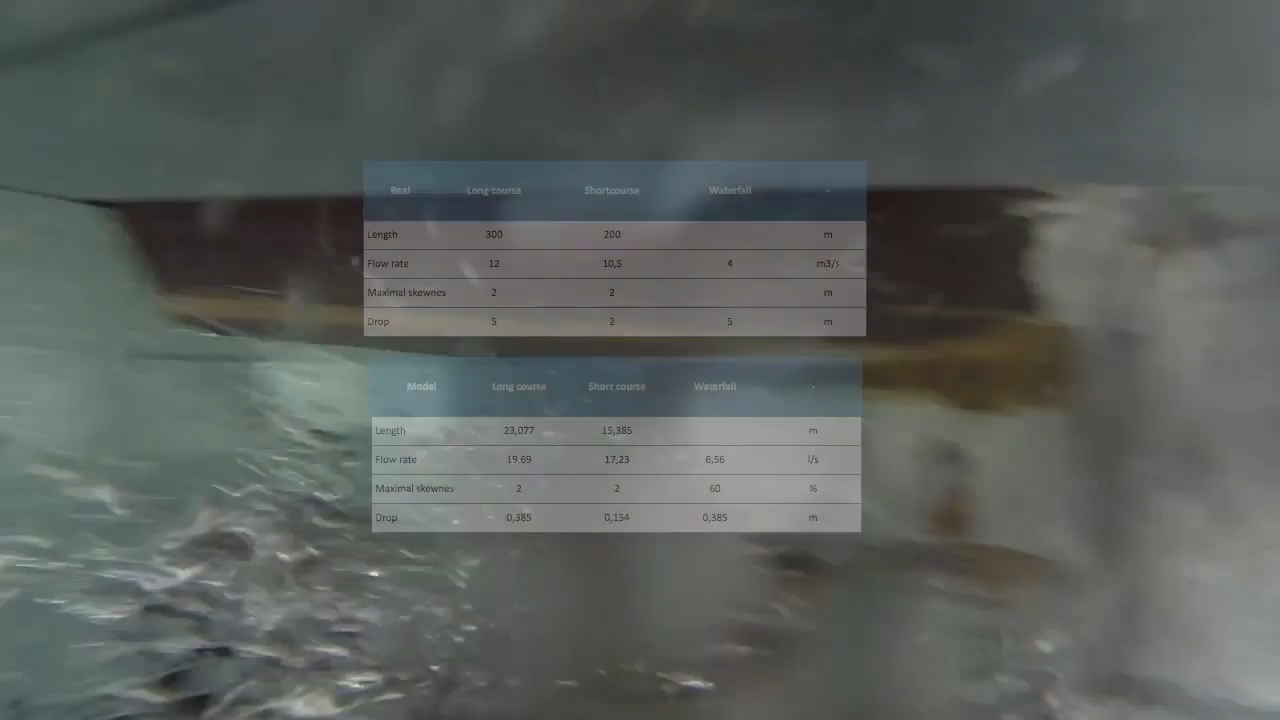 Real Long course Shortcourse Waterfall -
Length 300 200 m
Flow rate 12 10,5 4 m3/s
Maximal skewnes 2 2 m
Drop 5 2 5 m
Model Long course Short course Waterfall -
Length 23,077 15,385 m
Flow rate 19,69 17,23 6,56 l/s
Maximal skewnes 2 2 60 %
Drop 0,385 0,154 0,385 m